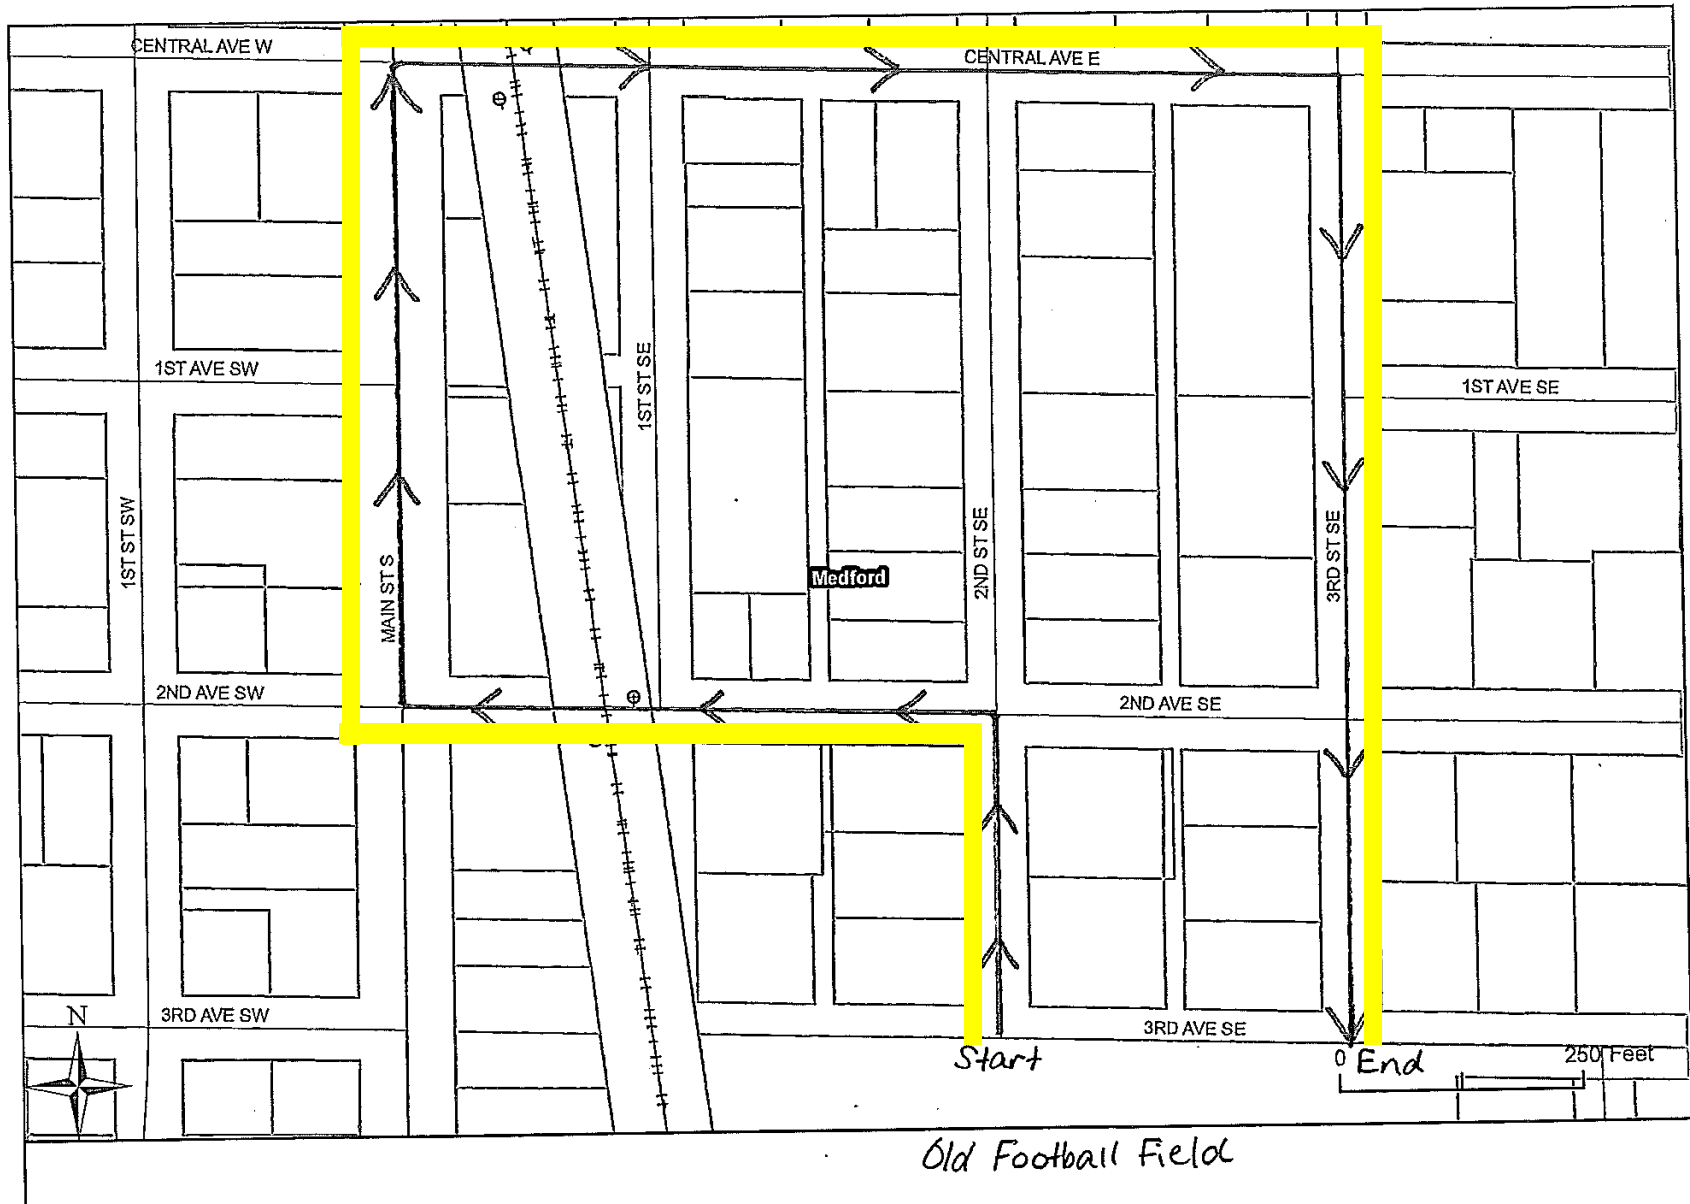 CENTRAL AVE W
CENTRAL AVE E
1ST AVE SW
1ST ST SE
1ST AVE SE
1ST ST SW
MAIN ST S
Medford
2ND ST SE
3RD ST SE
2ND AVE SW
2ND AVE SE
N
3RD AVE SW
3RD AVE SE
Start
0
End
250 Feet
Old Football Field